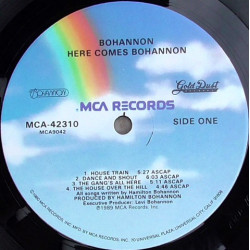 BOHANNON
HERE COMES BOHANNON
Gold Dust
MCA RECORDS
MCA-42310
MCA9042
SIDE ONE
1. HOUSE TRAIN 5:27 ASCAP
2. DANCE AND SHOUT 6:03 ASCAP
3. THE GANG'S ALL HERE 5:11 ASCAP
4. THE HOUSE OVER THE HILL 4:46 ASCAP
All songs written by Hamilton Bohannon
PRODUCED BY HAMILTON BOHANNON
Executive Producer: Levi Bohannon
©1989 MCA Records, Inc.